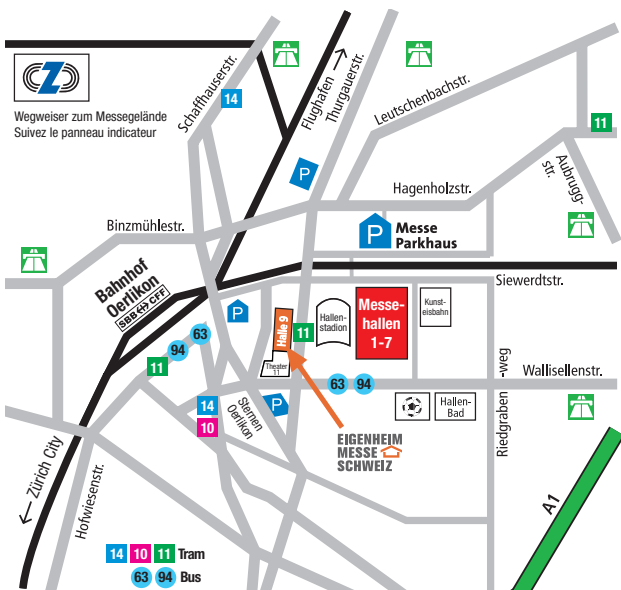 CZ
Wegweiser zum Messegelände
Suivez le panneau indicateur
Schaffhauserstr.
14
Flughafen
Thurgauerstr.
Leutschenbachstr.
11
Aubrugg-
str.
P
Hagenholzstr.
Binzmühlestr.
P
Messe
Parkhaus
Bahnhof
Oerlikon
SBB CFF
Siewerdtstr.
P
Halle 9
11
Hallen-
stadion
Messe-
hallen
1-7
Kunst-
eisbahn
63
94
11
Theater
11
63
94
Wallisellenstr.
Riedgraben -weg
14
10
Sternen
Oerlikon
P
Hallen-
Bad
EIGENHEIM
MESSE
SCHWEIZ
Zürich City
Hofwiesenstr.
A1
14 10 11 Tram
63 94 Bus